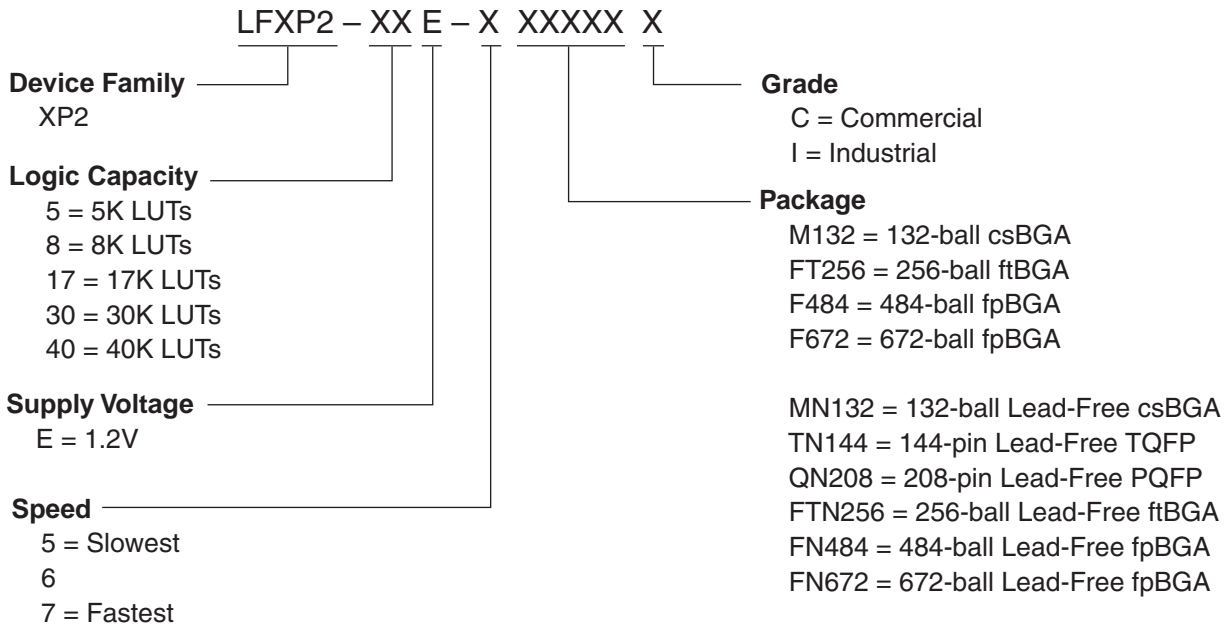 LFXP2 – XX E – X XXXXX X
Device Family
XP2
Logic Capacity
5 = 5K LUTs
8 = 8K LUTs
17 = 17K LUTs
30 = 30K LUTs
40 = 40K LUTs
Supply Voltage
E = 1.2V
Speed
5 = Slowest
6
7 = Fastest
Grade
C = Commercial
I = Industrial
Package
M132 = 132-ball csBGA
FT256 = 256-ball ftBGA
F484 = 484-ball fpBGA
F672 = 672-ball fpBGA
MN132 = 132-ball Lead-Free csBGA
TN144 = 144-pin Lead-Free TQFP
QN208 = 208-pin Lead-Free PQFP
FTN256 = 256-ball Lead-Free ftBGA
FN484 = 484-ball Lead-Free fpBGA
FN672 = 672-ball Lead-Free fpBGA